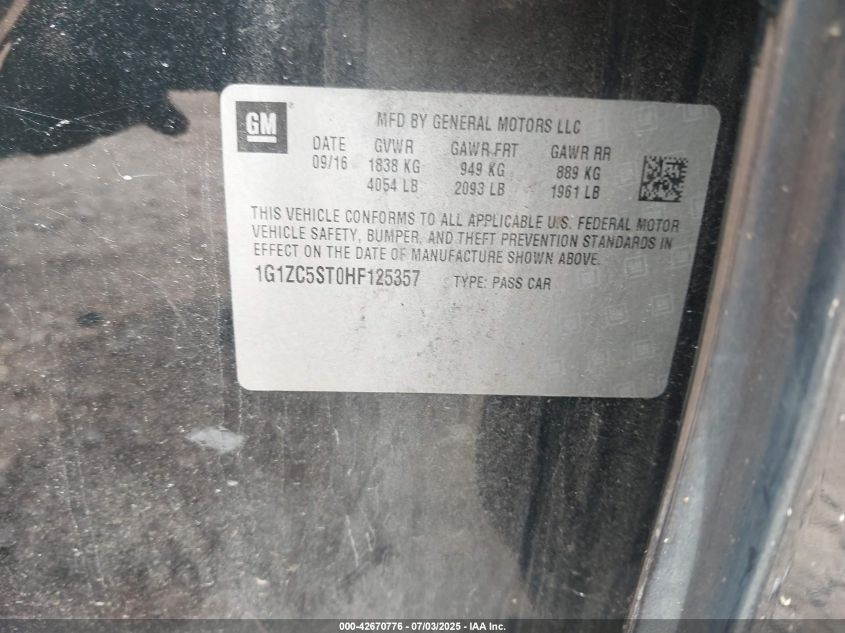 GM
MFD BY GENERAL MOTORS LLC
DATE GVWR GAWR FRT GAWR RR
09/16 1838 KG 949 KG 889 KG
4054 LB 2093 LB 1961 LB
THIS VEHICLE CONFORMS TO ALL APPLICABLE U.S. FEDERAL MOTOR
VEHICLE SAFETY, BUMPER, AND THEFT PREVENTION STANDARDS IN
EFFECT ON THE DATE OF MANUFACTURE SHOWN ABOVE.
1G1ZC5ST0HF125357 TYPE: PASS CAR
000-42670776 - 07/03/2025 - IAA Inc.